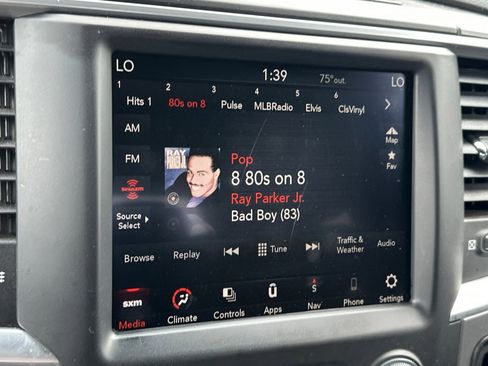 LO 1:39 75° out. LO
1 2 3 4 5 6
Hits 1 80s on 8 Pulse MLBRadio Elvis ClsVinyl
AM
FM
SiriusXM
Source
Select
Map
Fav
RAY
Pop
8 80s on 8
Ray Parker Jr.
Bad Boy (83)
Browse Replay Tune Traffic &
Weather Audio
sxm
Media Climate Controls Apps
S
Nav Phone Settings